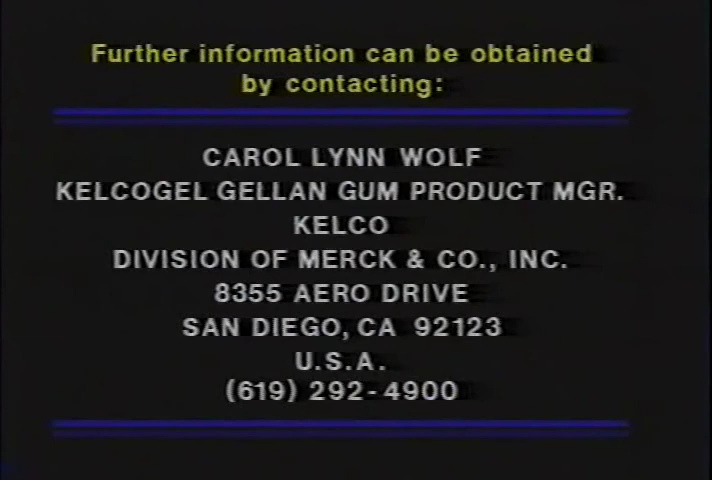 Further information can be obtained
by contacting:
CAROL LYNN WOLF
KELCOGEL GELLAN GUM PRODUCT MGR.
KELCO
DIVISION OF MERCK & CO., INC.
8355 AERO DRIVE
SAN DIEGO, CA 92123
U.S.A.
(619) 292-4900